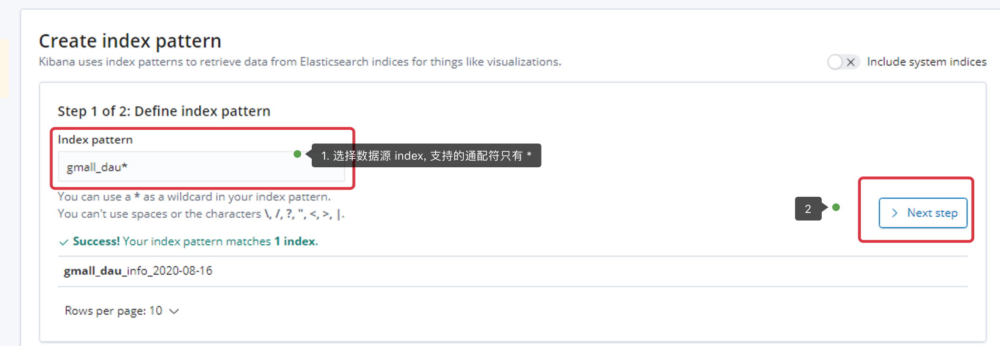 Create index pattern
Kibana uses index patterns to retrieve data from Elasticsearch indices for things like visualizations.
Include system indices
Step 1 of 2: Define index pattern
Index pattern
1. 选择数据源 index, 支持的通配符只有 *
gmall_dau*
You can use a * as a wildcard in your index pattern.
You can't use spaces or the characters \, /, ?, ", <, >, |.
2
Next step
Success! Your index pattern matches 1 index.
gmall_dau_info_2020-08-16
Rows per page: 10